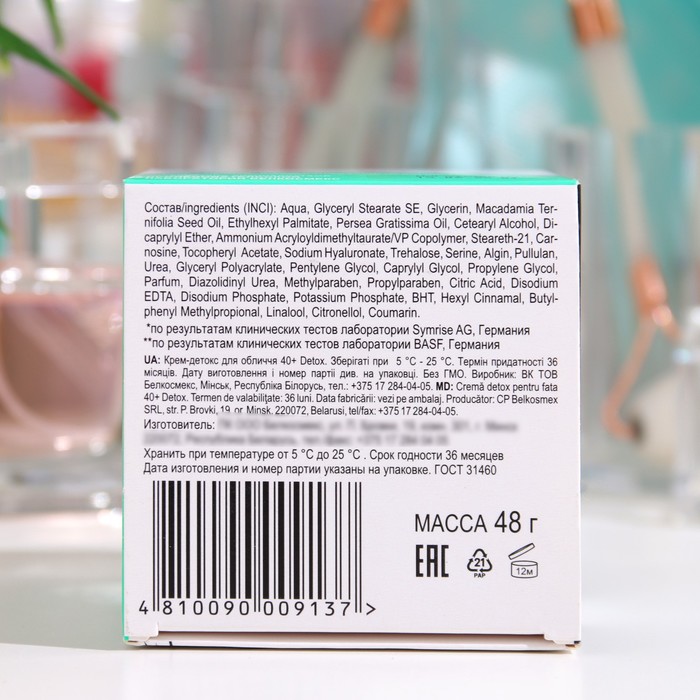 Состав/ingredients (INCI): Aqua, Glyceryl Stearate SE, Glycerin, Macadamia Ter-
nifolia Seed Oil, Ethylhexyl Palmitate, Persea Gratissima Oil, Cetearyl Alcohol, Di-
caprylyl Ether, Ammonium Acryloyldimethyltaurate/VP Copolymer, Steareth-21, Car-
nosine, Tocopheryl Acetate, Sodium Hyaluronate, Trehalose, Serine, Algin, Pullulan,
Urea, Glyceryl Polyacrylate, Pentylene Glycol, Caprylyl Glycol, Propylene Glycol,
Parfum, Diazolidinyl Urea, Methylparaben, Propylparaben, Citric Acid, Disodium
EDTA, Disodium Phosphate, Potassium Phosphate, BHT, Hexyl Cinnamal, Butyl-
phenyl Methylpropional, Linalool, Citronellol, Coumarin.
*по результатам клинических тестов лаборатории Symrise AG, Германия
**по результатам клинических тестов лаборатории BASF, Германия
UA: Крем-детокс для обличчя 40+ Detox. Зберігати при 5 °C - 25 °C. Термін придатності 36
місяців. Дату виготовлення і номер партії див. на упаковці. Без ГМО. Виробник: ВК ТОВ
Белкосмекс, Мінськ, Республіка Білорусь, тел.: +375 17 284-04-05. MD: Cremă detox pentru fata
40+ Detox. Termen de valabilitate: 36 luni. Data fabricării: vezi pe ambalaj. Producator: CP Belkosmex
SRL, str. P. Brovki, 19, or. Minsk, 220072, Belarusi, tel/fax: +375 17 284-04-05.
Изготовитель:
Хранить при температуре от 5 °C до 25 °C . Срок годности 36 месяцев
Дата изготовления и номер партии указаны на упаковке. ГОСТ 31460
МАССА 48 г
EAC
21
PAP
12м
4 810090 009137 >